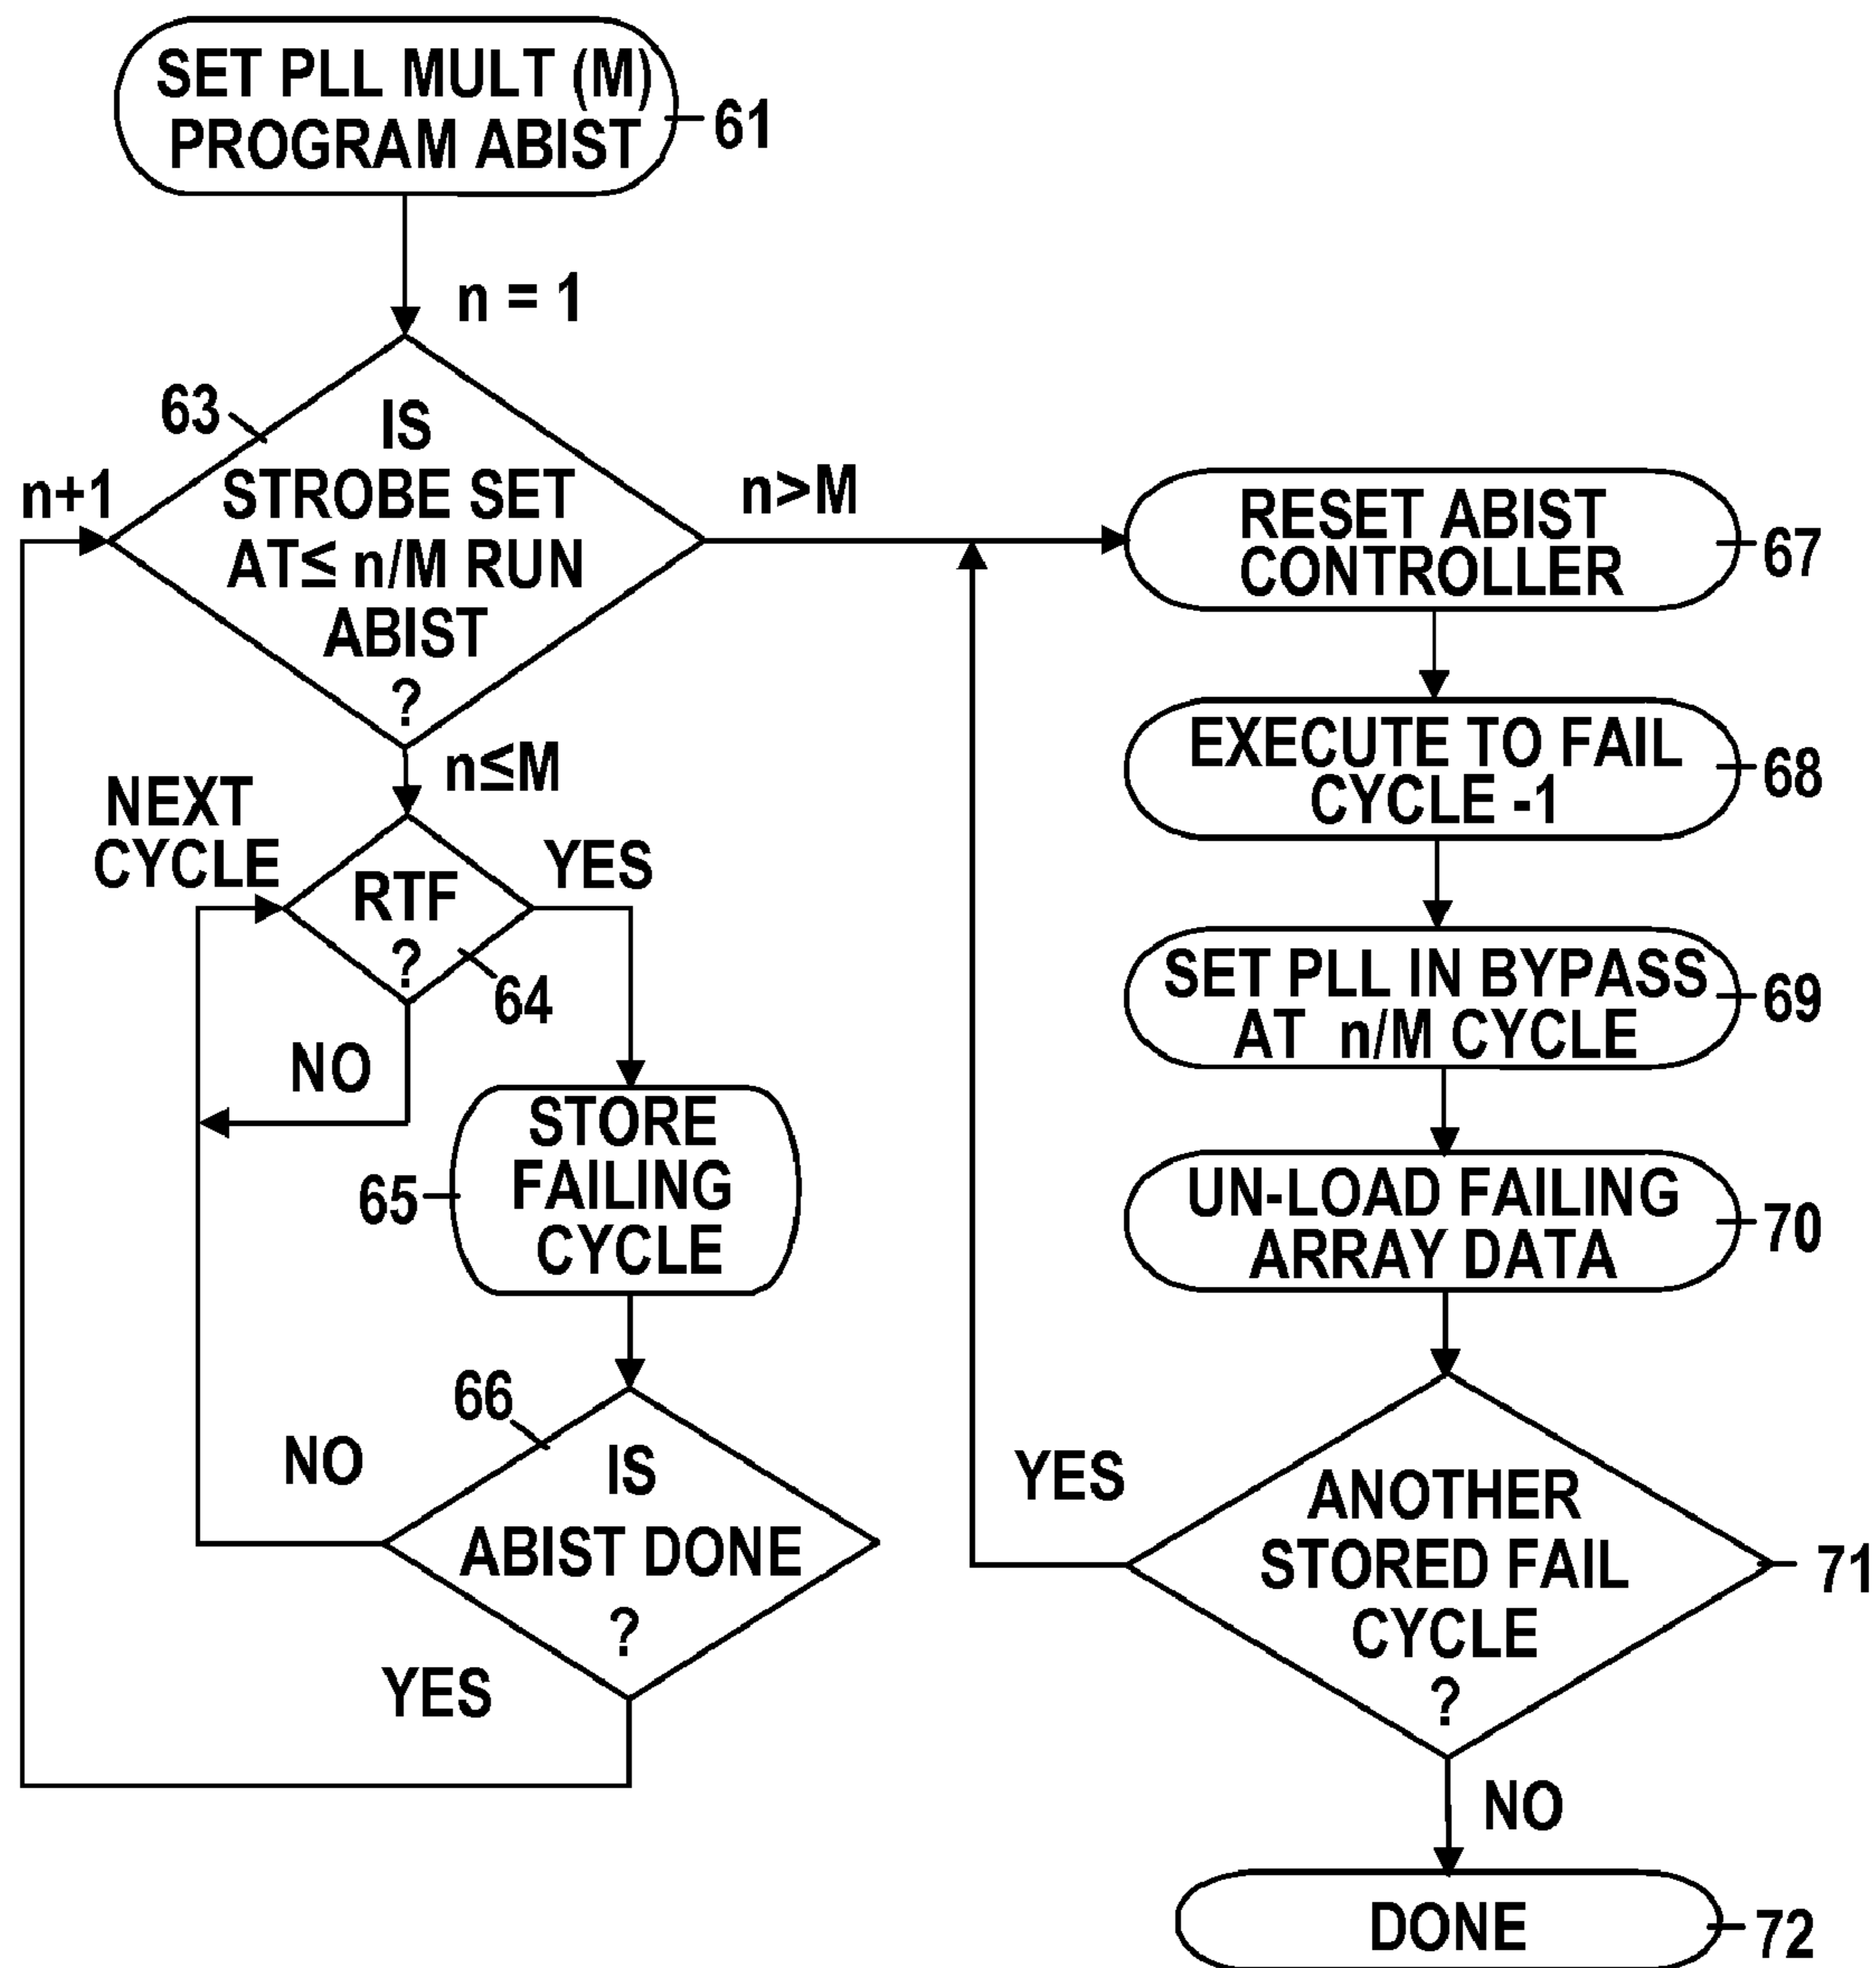 SET PLL MULT (M)
PROGRAM ABIST
61
n = 1
63
IS
STROBE SET
AT≤ n/M RUN
ABIST
?
n+1
n>M
n≤M
NEXT
CYCLE
RTF
?
YES
64
NO
STORE
FAILING
CYCLE
65
66
IS
ABIST DONE
?
NO
YES
RESET ABIST
CONTROLLER
67
EXECUTE TO FAIL
CYCLE -1
68
SET PLL IN BYPASS
AT n/M CYCLE
69
UN-LOAD FAILING
ARRAY DATA
70
ANOTHER
STORED FAIL
CYCLE
?
71
YES
NO
DONE
72